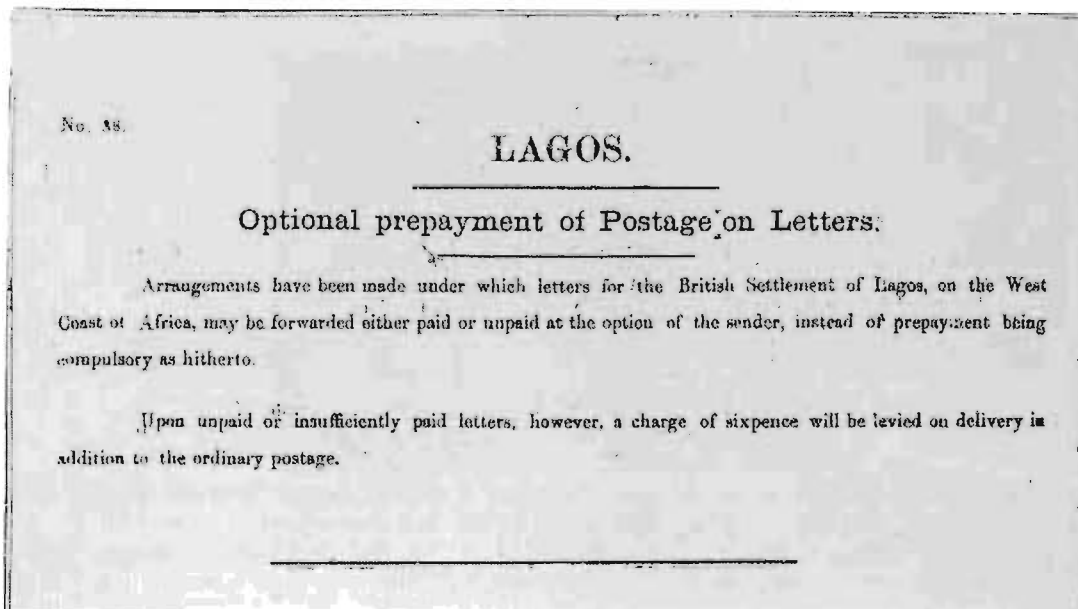 No. 38.
LAGOS.
Optional prepayment of Postage on Letters.
Arrangements have been made under which letters for the British Settlement of Lagos, on the West
Coast of Africa, may be forwarded either paid or unpaid at the option of the sender, instead of prepayment being
compulsory as hitherto.
Upon unpaid or insufficiently paid letters, however, a charge of sixpence will be levied on delivery in
addition to the ordinary postage.